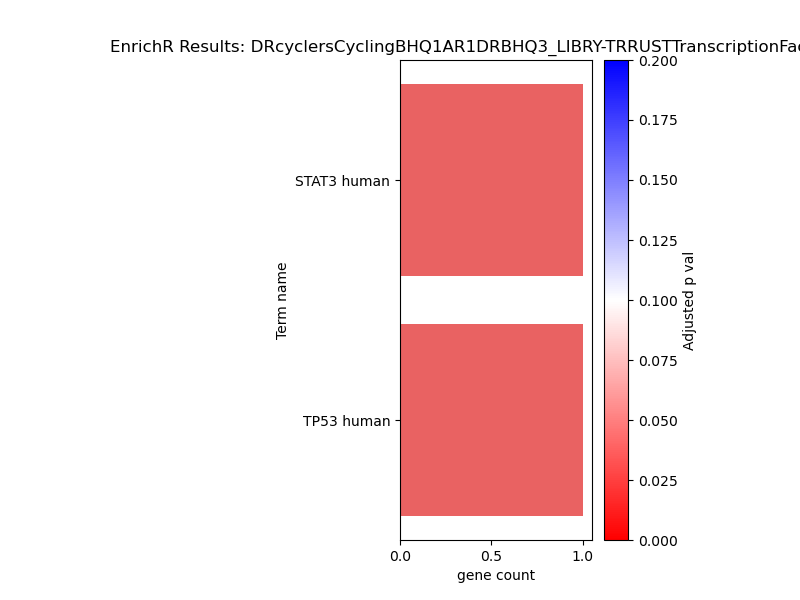 EnrichR Results: DRcyclersCyclingBHQ1AR1DRBHQ3_LIBRY-TRRUSTTranscriptionFac
STAT3 human
TP53 human
Term name
0.0 0.5 1.0
gene count
0.200
0.175
0.150
0.125
0.100
0.075
0.050
0.025
0.000
Adjusted p val